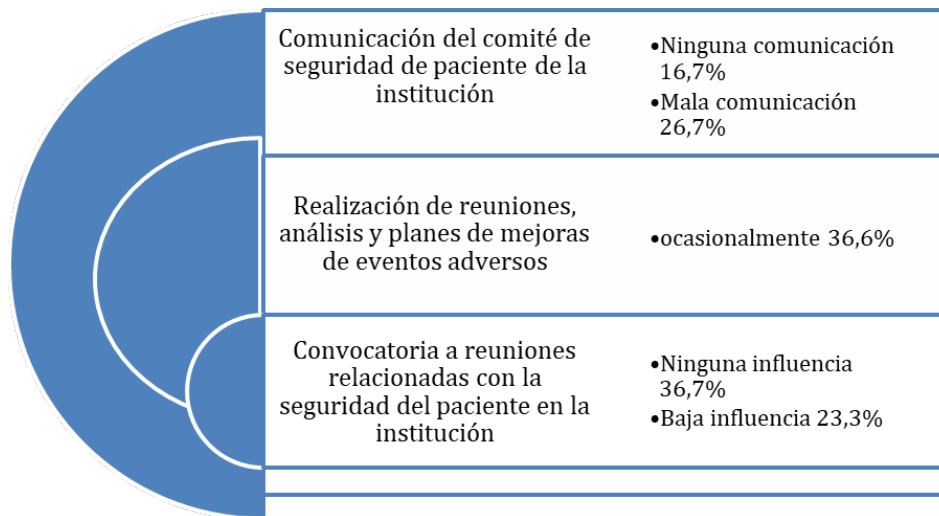 Comunicación del comité de
seguridad de paciente de la
institución
•Ninguna comunicación
16,7%
•Mala comunicación
26,7%
Realización de reuniones,
análisis y planes de mejoras
de eventos adversos
•ocasionalmente 36,6%
Convocatoria a reuniones
relacionadas con la
seguridad del paciente en la
institución
•Ninguna influencia
36,7%
•Baja influencia 23,3%